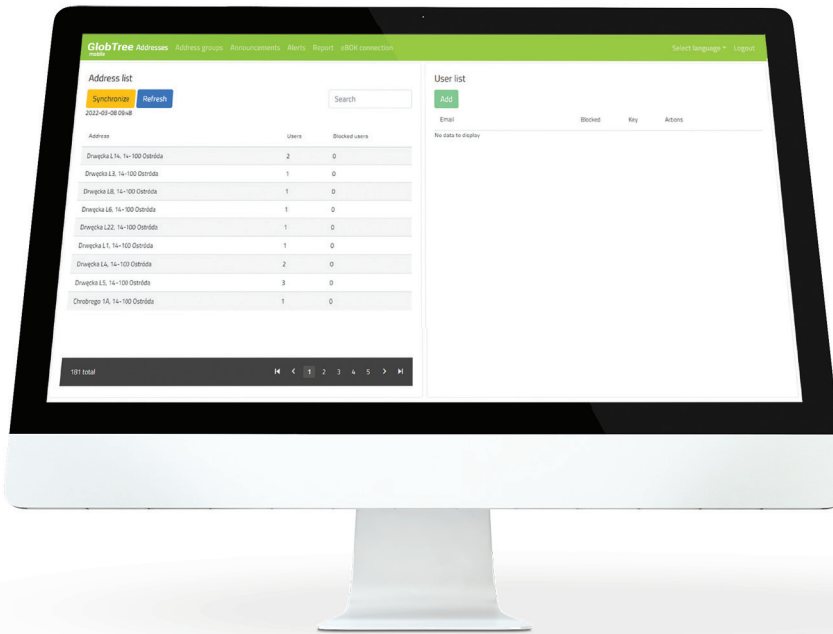 GlobTree Addresses Address groups Announcements Alerts Report eBOK connection Select language Logout
mobile
Address list
Synchronize Refresh Search
2022-03-08 09:48
Address Users Blocked users
Drwęcka L14, 14-100 Ostróda 2 0
Drwęcka L3, 14-100 Ostróda 1 0
Drwęcka L8, 14-100 Ostróda 1 0
Drwęcka L6, 14-100 Ostróda 1 0
Drwęcka L22, 14-100 Ostróda 1 0
Drwęcka L1, 14-100 Ostróda 1 0
Drwęcka L4, 14-100 Ostróda 2 0
Drwęcka L5, 14-100 Ostróda 3 0
Chrobrego 1A, 14-100 Ostróda 1 0
181 total 1 2 3 4 5
User list
Add
Email Blocked Key Actions
No data to display